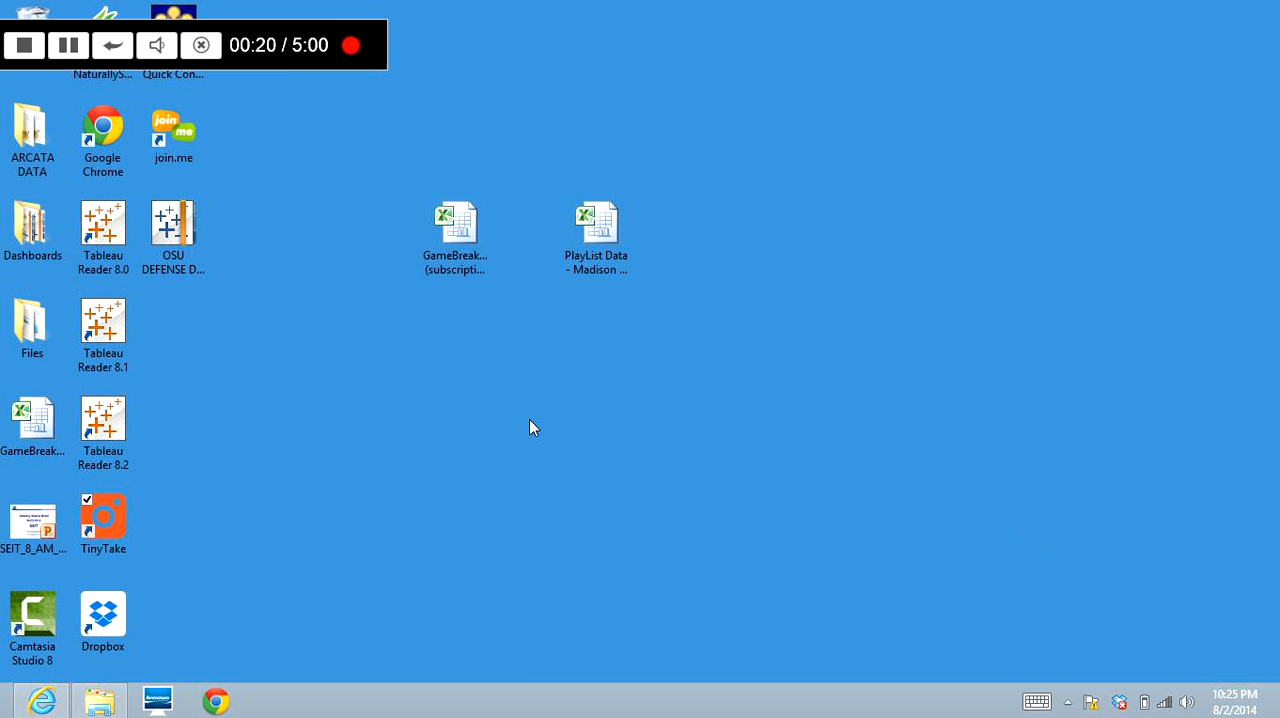 00:20 / 5:00
NaturallyS...
Quick Con...
ARCATA
DATA
Google
Chrome
join
me
join.me
Dashboards
Tableau
Reader 8.0
OSU
DEFENSE D...
GameBreak...
(subscripti...
PlayList Data
- Madison ...
Files
Tableau
Reader 8.1
GameBreak...
Tableau
Reader 8.2
SEIT_8_AM_...
TinyTake
Camtasia
Studio 8
Dropbox
10:25 PM
8/2/2014